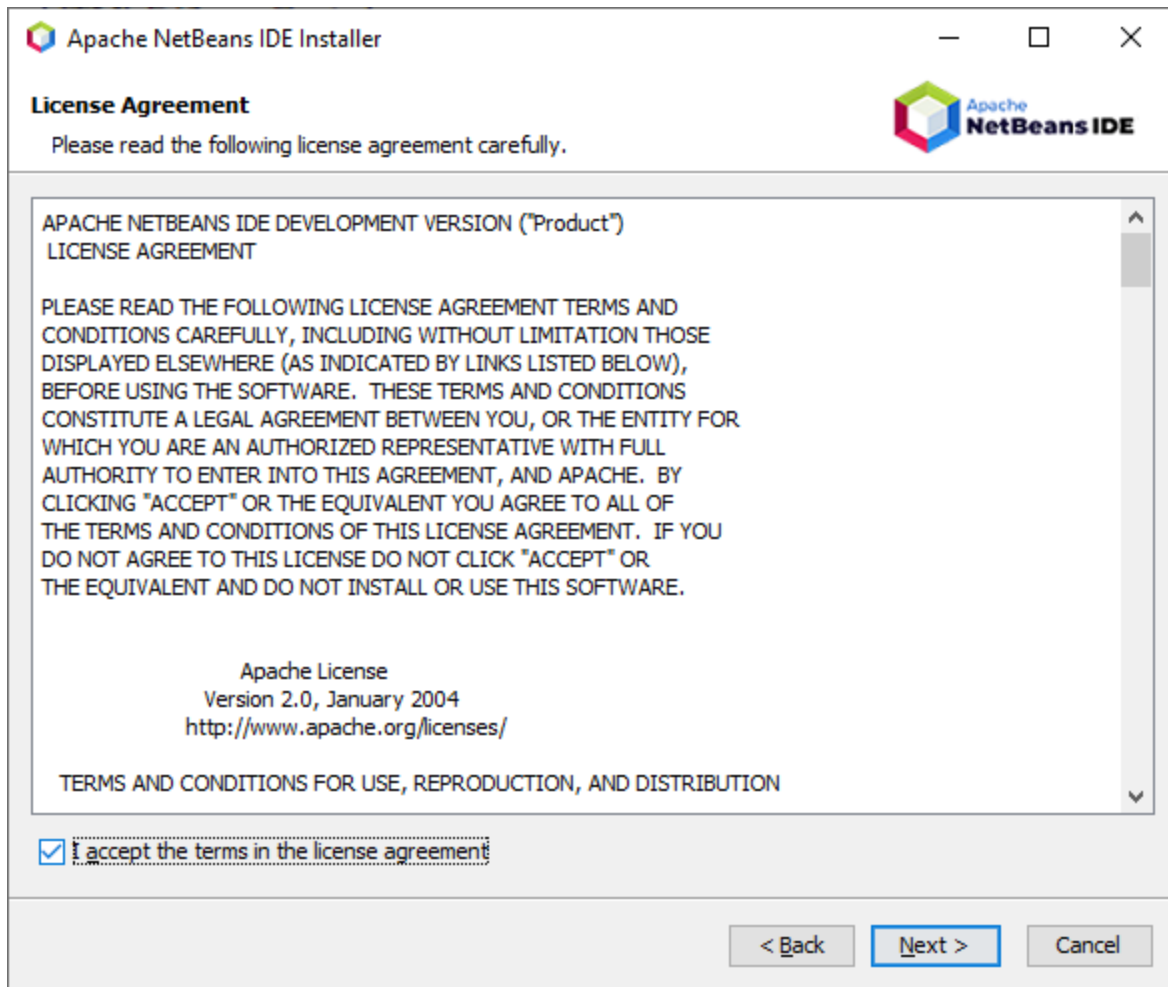 Apache NetBeans IDE Installer
License Agreement
Please read the following license agreement carefully.
Apache
NetBeans IDE
APACHE NETBEANS IDE DEVELOPMENT VERSION ("Product")
LICENSE AGREEMENT
PLEASE READ THE FOLLOWING LICENSE AGREEMENT TERMS AND
CONDITIONS CAREFULLY, INCLUDING WITHOUT LIMITATION THOSE
DISPLAYED ELSEWHERE (AS INDICATED BY LINKS LISTED BELOW),
BEFORE USING THE SOFTWARE.  THESE TERMS AND CONDITIONS
CONSTITUTE A LEGAL AGREEMENT BETWEEN YOU, OR THE ENTITY FOR
WHICH YOU ARE AN AUTHORIZED REPRESENTATIVE WITH FULL
AUTHORITY TO ENTER INTO THIS AGREEMENT, AND APACHE.  BY
CLICKING "ACCEPT" OR THE EQUIVALENT YOU AGREE TO ALL OF
THE TERMS AND CONDITIONS OF THIS LICENSE AGREEMENT.  IF YOU
DO NOT AGREE TO THIS LICENSE DO NOT CLICK "ACCEPT" OR
THE EQUIVALENT AND DO NOT INSTALL OR USE THIS SOFTWARE.
Apache License
Version 2.0, January 2004
http://www.apache.org/licenses/
TERMS AND CONDITIONS FOR USE, REPRODUCTION, AND DISTRIBUTION
I accept the terms in the license agreement
< Back
Next >
Cancel